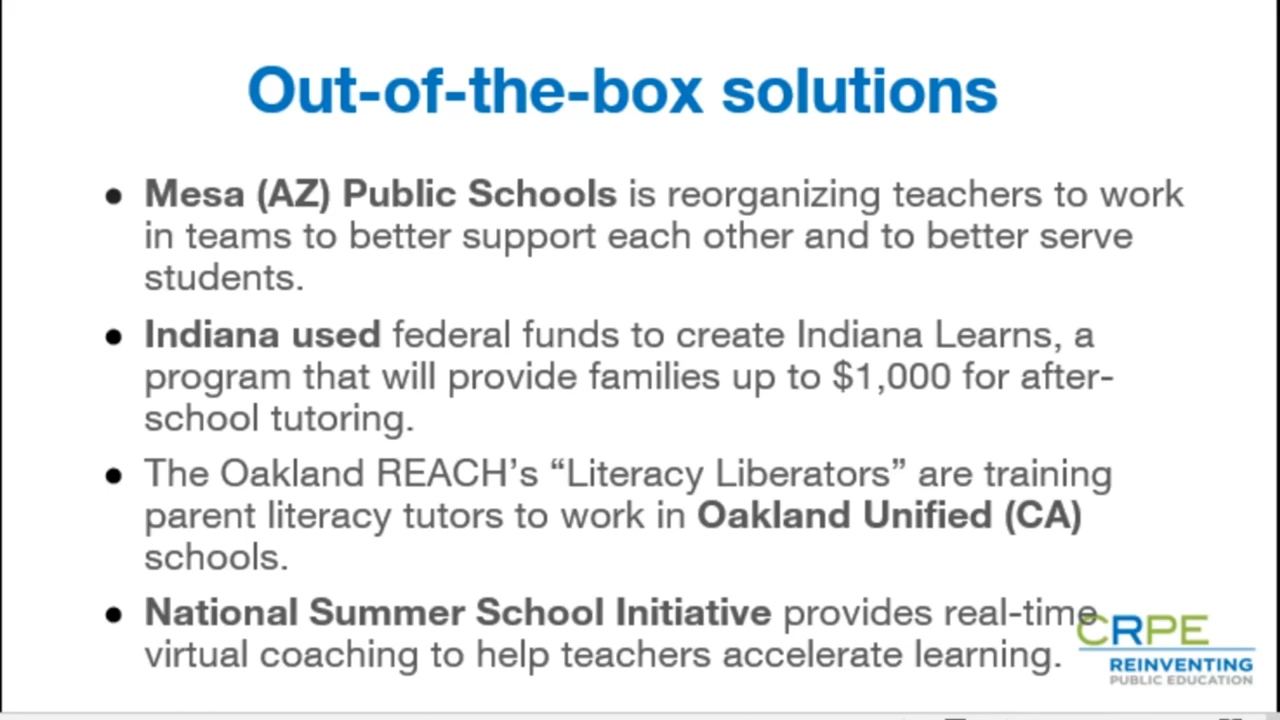 Out-of-the-box solutions
• Mesa (AZ) Public Schools is reorganizing teachers to work
in teams to better support each other and to better serve
students.
• Indiana used federal funds to create Indiana Learns, a
program that will provide families up to $1,000 for after-
school tutoring.
• The Oakland REACH’s “Literacy Liberators” are training
parent literacy tutors to work in Oakland Unified (CA)
schools.
• National Summer School Initiative provides real-time
virtual coaching to help teachers accelerate learning.
CRPE
REINVENTING
PUBLIC EDUCATION